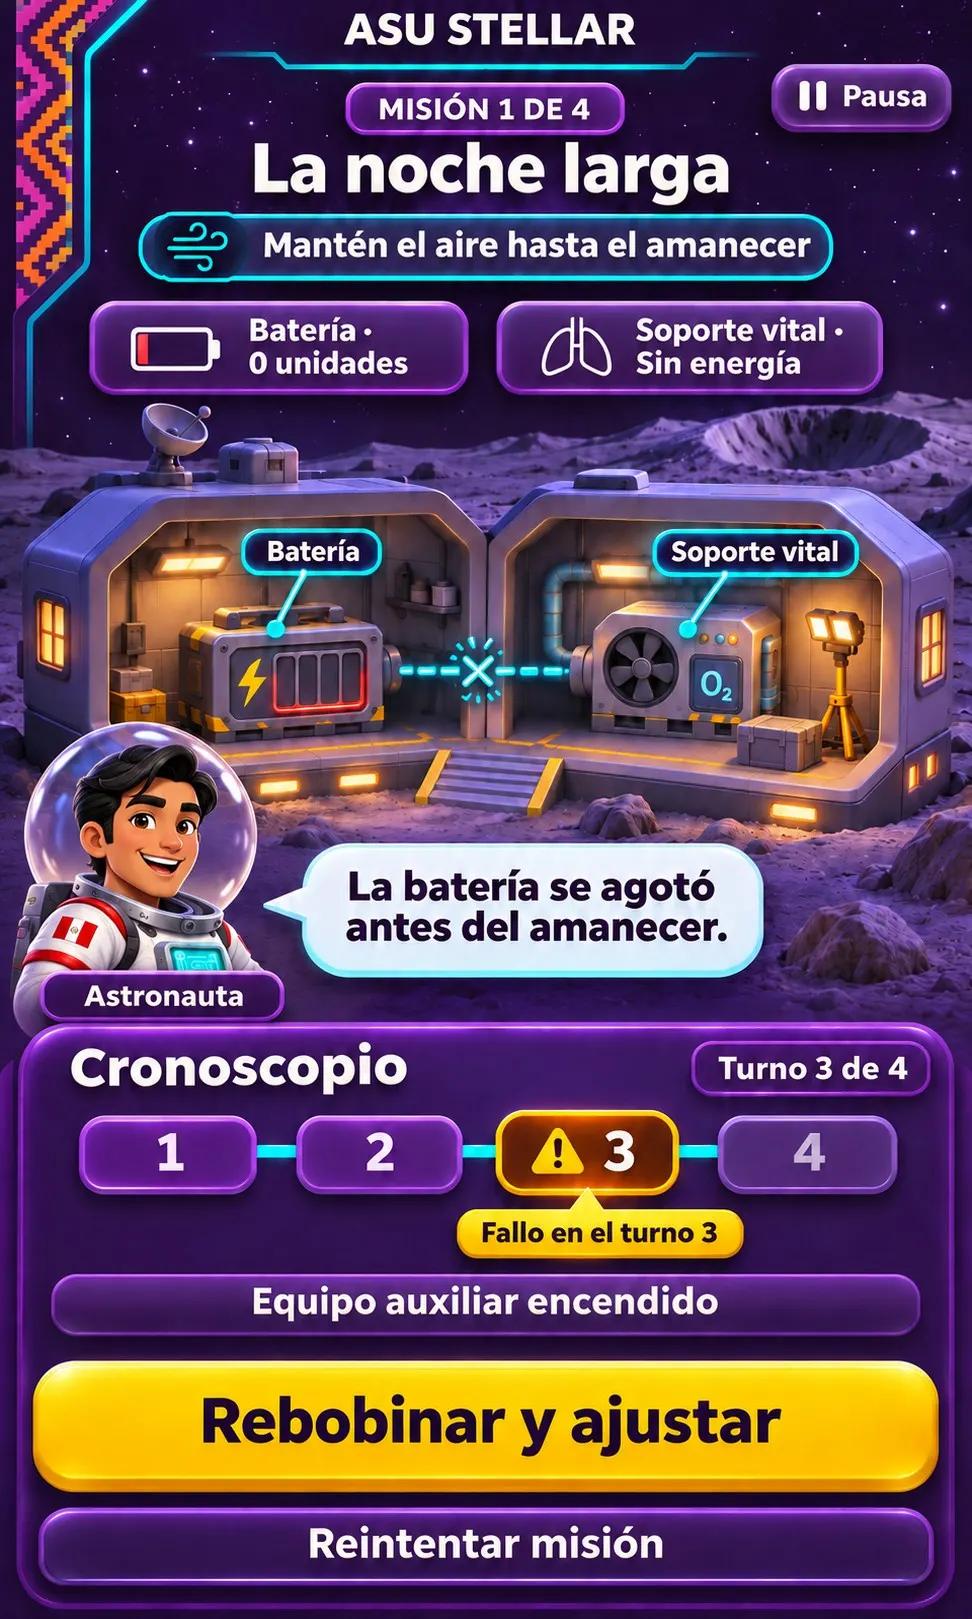 ASU STELLAR
MISIÓN 1 DE 4
Pausa
La noche larga
Mantén el aire hasta el amanecer
Batería ·
0 unidades
Soporte vital ·
Sin energía
Batería
Soporte vital
O₂
La batería se agotó
antes del amanecer.
Astronauta
Cronoscopio
Turno 3 de 4
1
2
3
4
Fallo en el turno 3
Equipo auxiliar encendido
Rebobinar y ajustar
Reintentar misión